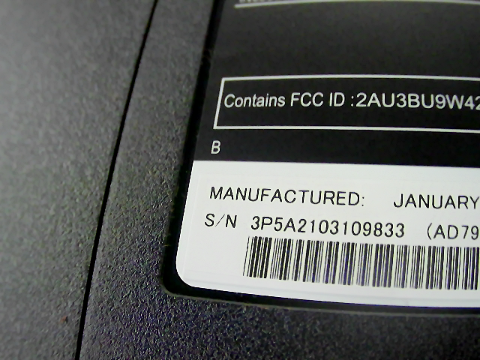 Contains FCC ID :2AU3BU9W42
B
MANUFACTURED: JANUARY
S/N 3P5A2103109833 (AD79